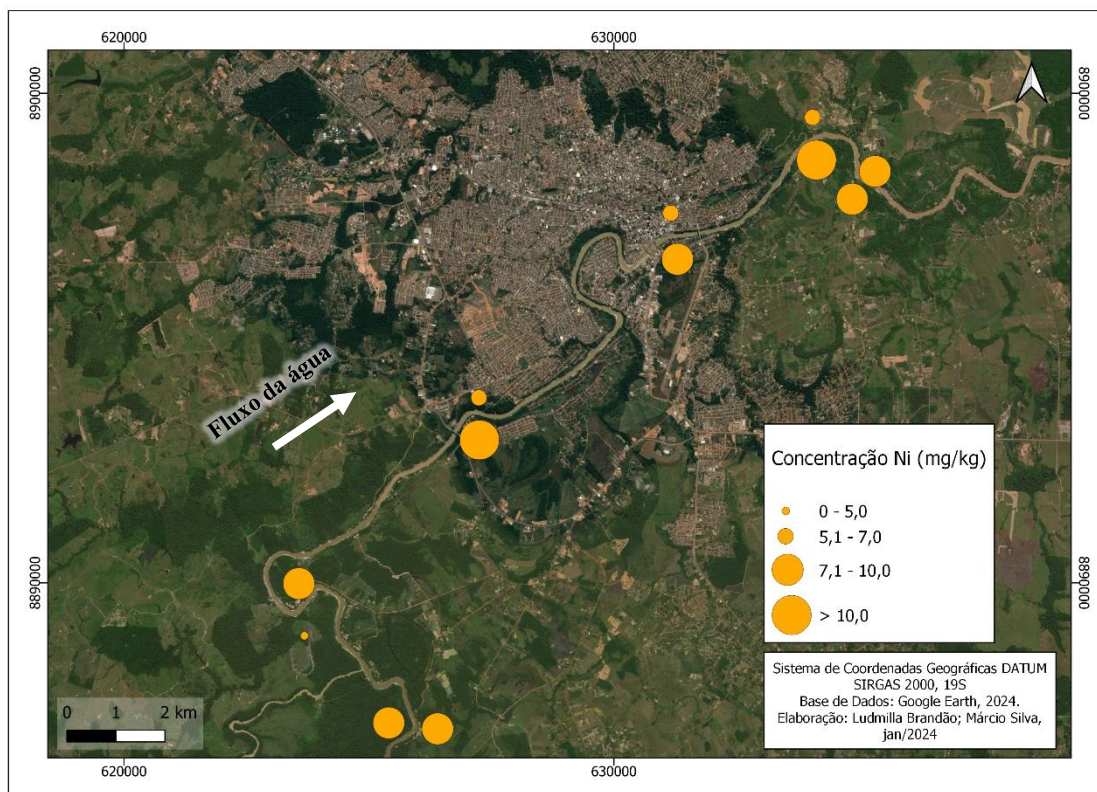 620000
630000
8900000
8900000
Fluxo da água
Concentração Ni (mg/kg)
0 - 5,0
5,1 - 7,0
7,1 - 10,0
> 10,0
8890000
8890000
Sistema de Coordenadas Geográficas DATUM
SIRGAS 2000, 19S
Base de Dados: Google Earth, 2024.
Elaboração: Ludmilla Brandão; Márcio Silva,
jan/2024
0 1 2 km
620000
630000